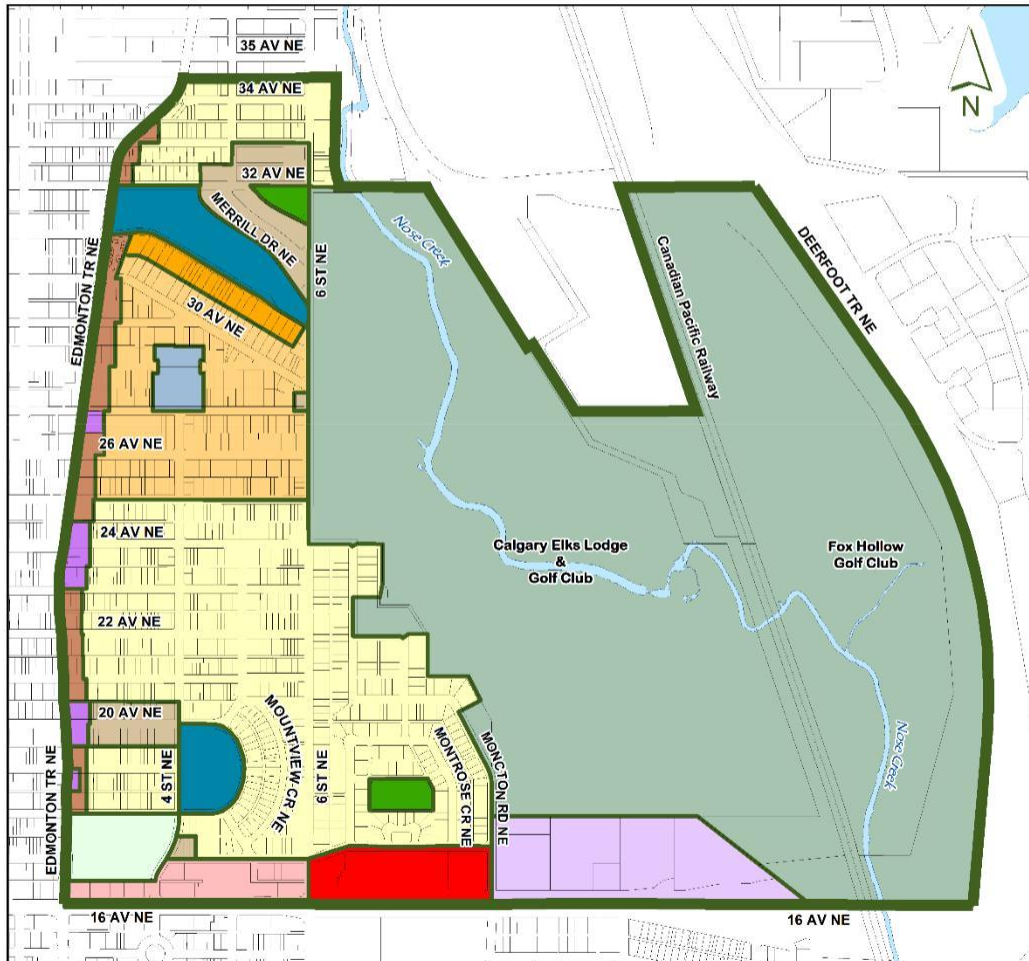 35 AV NE
34 AV NE
N
32 AV NE
MERRILL DR NE
Nose Creek
6 ST NE
DEERFOOT TR NE
Canadian Pacific Railway
30 AV NE
EDMONTON TR NE
26 AV NE
24 AV NE
Calgary Elks Lodge
&
Golf Club
Fox Hollow
Golf Club
22 AV NE
20 AV NE
MOUNTVIEW CR NE
6 ST NE
MONTROSE CR NE
MONCTON RD NE
Nose Creek
4 ST NE
EDMONTON TR NE
16 AV NE
16 AV NE